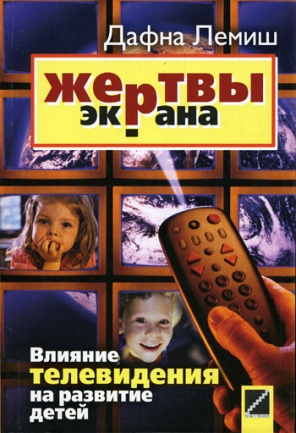 Дафна Лемиш
жертвы
экрана
Влияние
телевидения
на развитие
детей